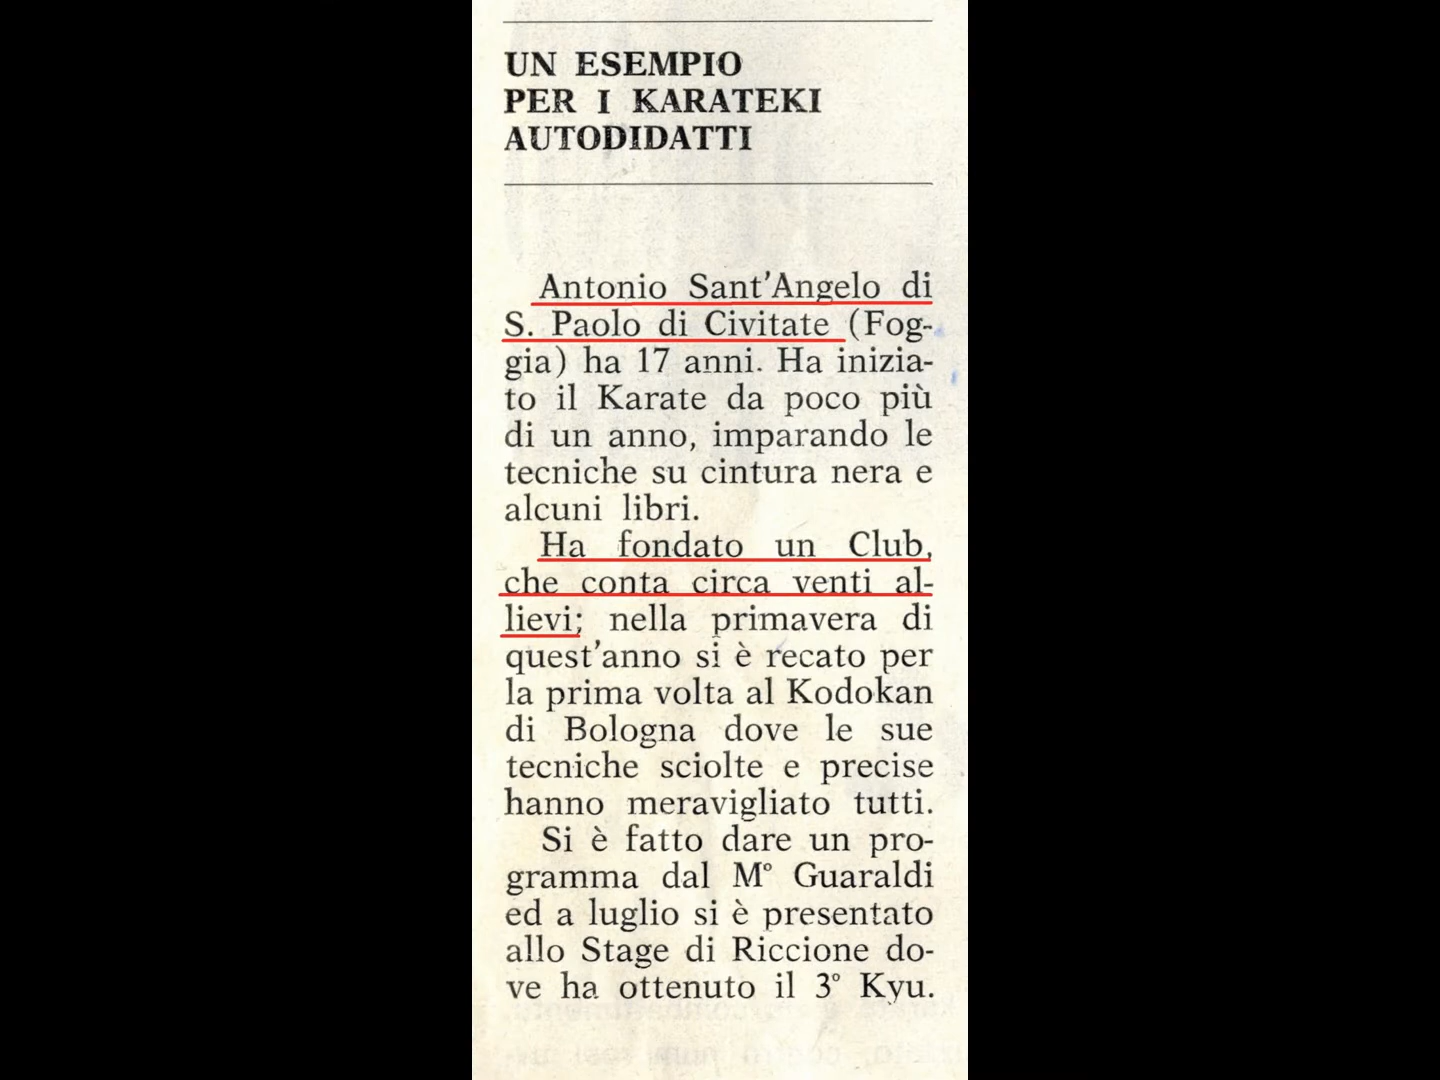 UN ESEMPIO
PER I KARATEKI
AUTODIDATTI
Antonio Sant'Angelo di
S. Paolo di Civitate (Fog-
gia) ha 17 anni. Ha inizia-
to il Karate da poco più
di un anno, imparando le
tecniche su cintura nera e
alcuni libri.
Ha fondato un Club,
che conta circa venti al-
lievi; nella primavera di
quest'anno si è recato per
la prima volta al Kodokan
di Bologna dove le sue
tecniche sciolte e precise
hanno meravigliato tutti.
Si è fatto dare un pro-
gramma dal M° Guaraldi
ed a luglio si è presentato
allo Stage di Riccione do-
ve ha ottenuto il 3° Kyu.